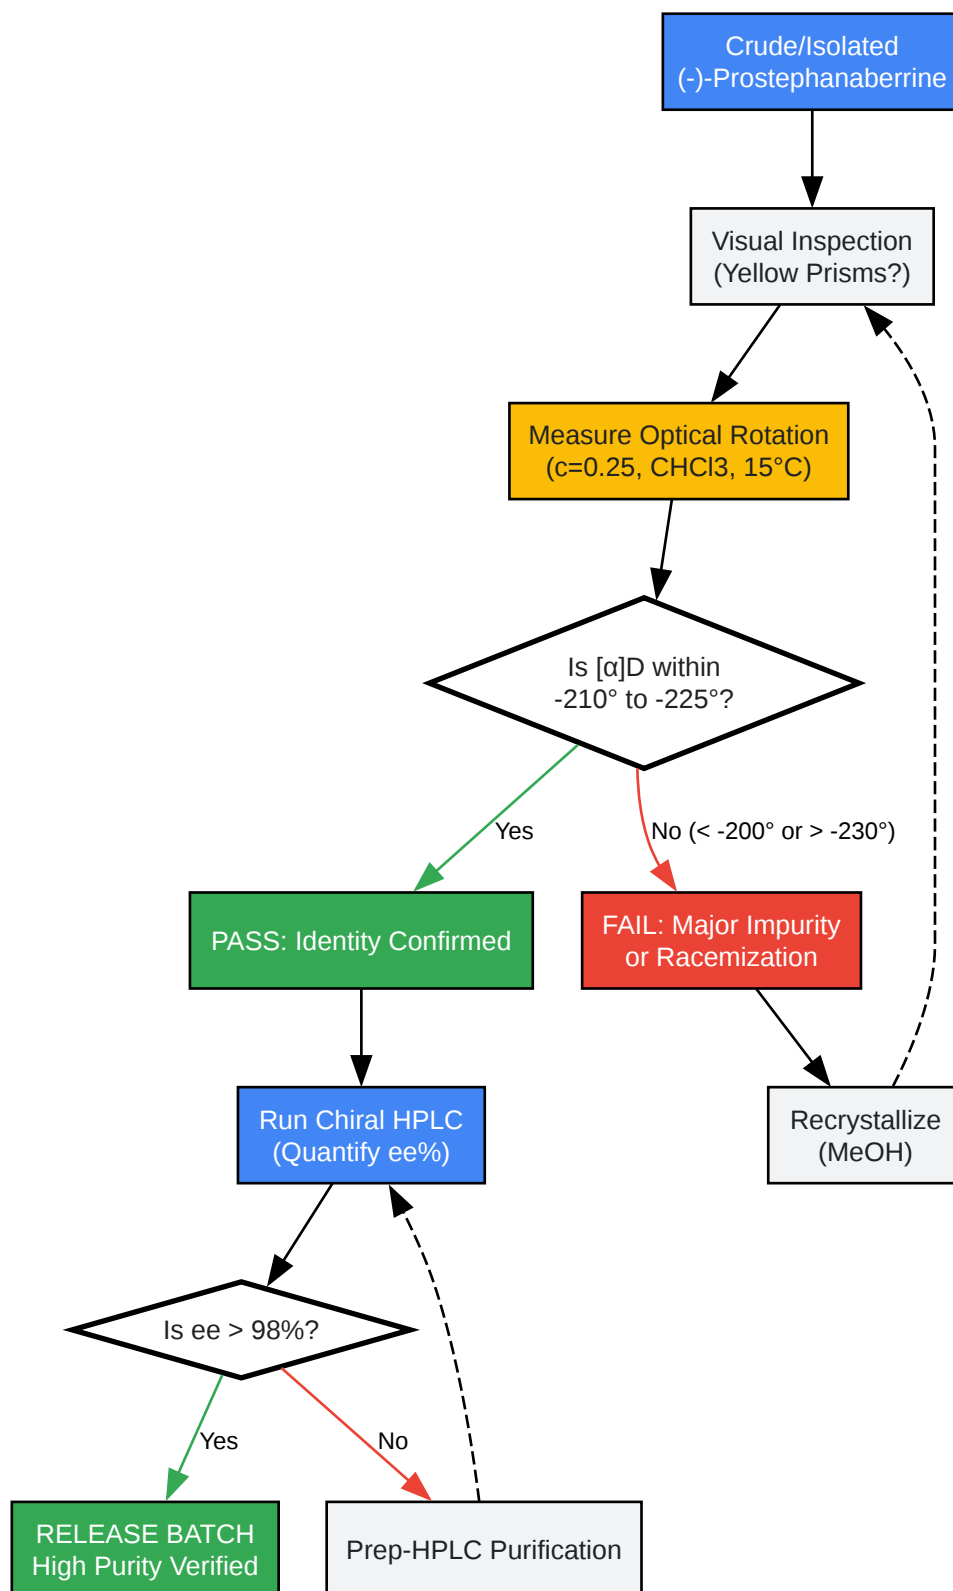 Crude/Isolated
(-)-Prostephanaberrine
Visual Inspection
(Yellow Prisms?)
Measure Optical Rotation
(c=0.25, CHCl3, 15°C)
Is [α]D within
-210° to -225°?
Yes
No (< -200° or > -230°)
PASS: Identity Confirmed
FAIL: Major Impurity
or Racemization
Run Chiral HPLC
(Quantify ee%)
Recrystallize
(MeOH)
Is ee > 98%?
Yes
No
RELEASE BATCH
High Purity Verified
Prep-HPLC Purification